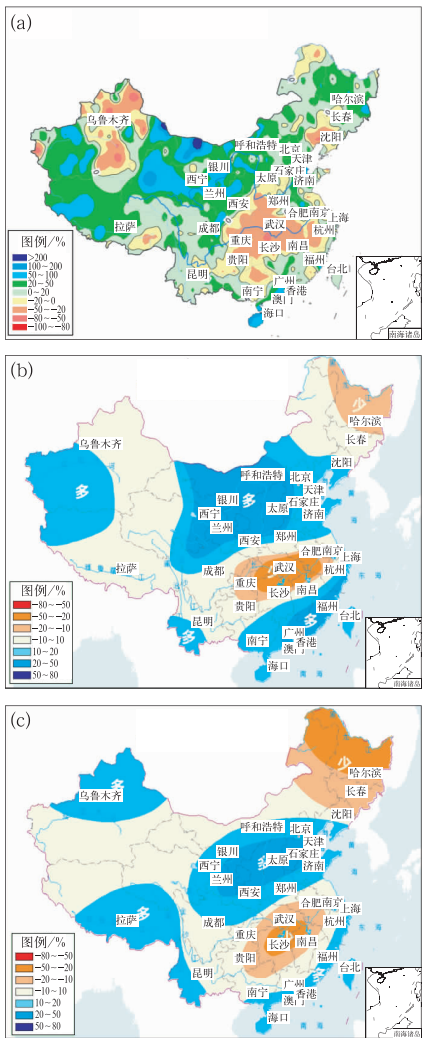 (a)
乌鲁木齐
哈尔滨
长春
沈阳
呼和浩特
北京
天津
银川
石家庄
太原
济南
西宁
兰州
西安
郑州
合肥
南京
上海
拉萨
成都
武汉
杭州
重庆
长沙
南昌
贵阳
福州
昆明
台北
南宁
广州
香港
澳门
海口
图例/%
>200
100~200
50~100
20~50
0~20
-20~0
-50~-20
-80~-50
-100~-80
南海诸岛
(b)
少
哈尔滨
长春
乌鲁木齐
沈阳
多
呼和浩特
北京
天津
银川
多
石家庄
太原
济南
西宁
兰州
西安
郑州
合肥
南京
上海
拉萨
成都
武汉
杭州
东海
重庆
长沙
南昌
贵阳
福州
昆明
台北
多
南宁
广州
多
香港
澳门
海口
南海
图例/%
-80~-50
-50~-20
-20~-10
-10~10
10~20
20~50
50~80
南海诸岛
(c)
少
哈尔滨
乌鲁木齐
多
长春
沈阳
呼和浩特
北京
天津
银川
石家庄
多
太原
济南
兰州
西安
郑州
合肥
南京
上海
拉萨
多
成都
武汉
杭州
东海
重庆
少
长沙
南昌
贵阳
福州
昆明
台北
多
南宁
广州
香港
澳门
海口
南海
图例/%
-80~-50
-50~-20
-20~-10
-10~10
10~20
20~50
50~80
南海诸岛